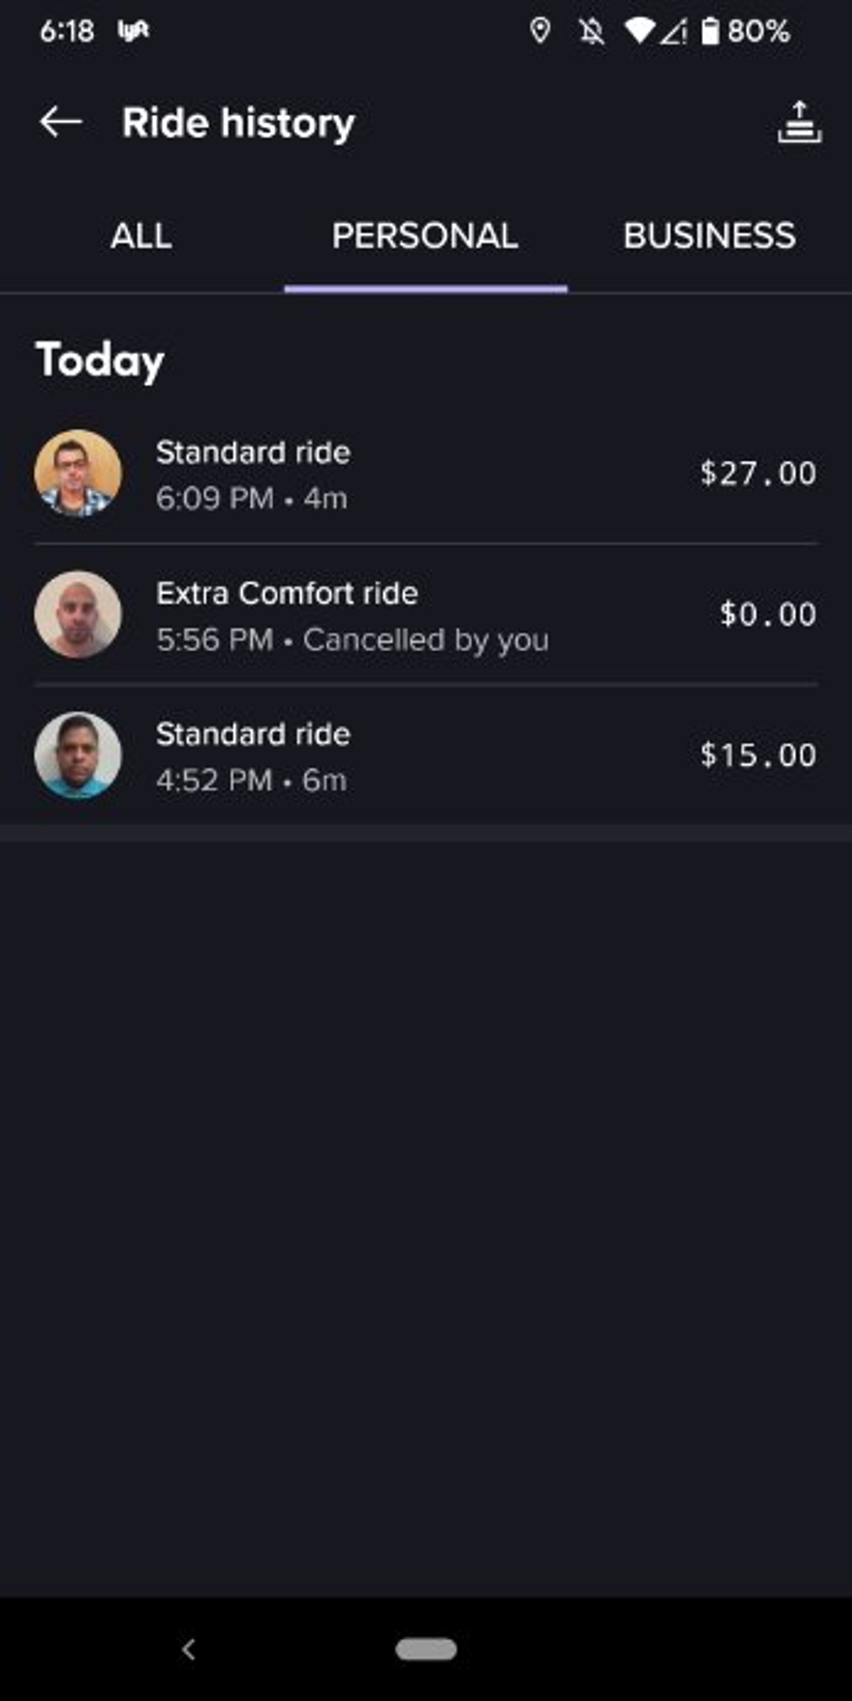 6:18 lyft 80%
Ride history
ALL PERSONAL BUSINESS
Today
Standard ride
6:09 PM • 4m
$27.00
Extra Comfort ride
5:56 PM • Cancelled by you
$0.00
Standard ride
4:52 PM • 6m
$15.00